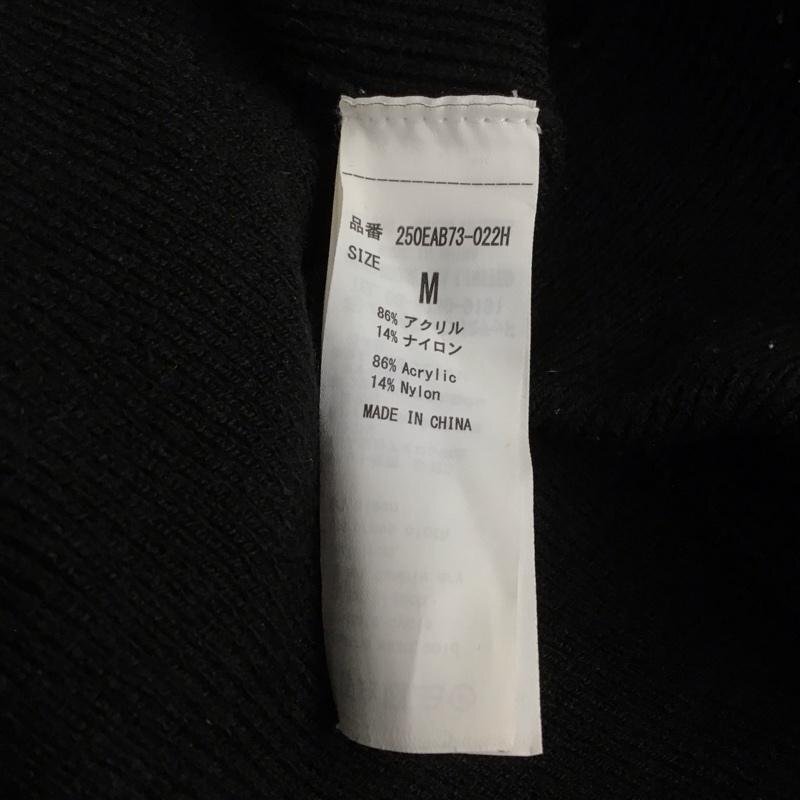 品番 250EAB73-022H
SIZE
M
86% アクリル
14% ナイロン
86% Acrylic
14% Nylon
MADE IN CHINA